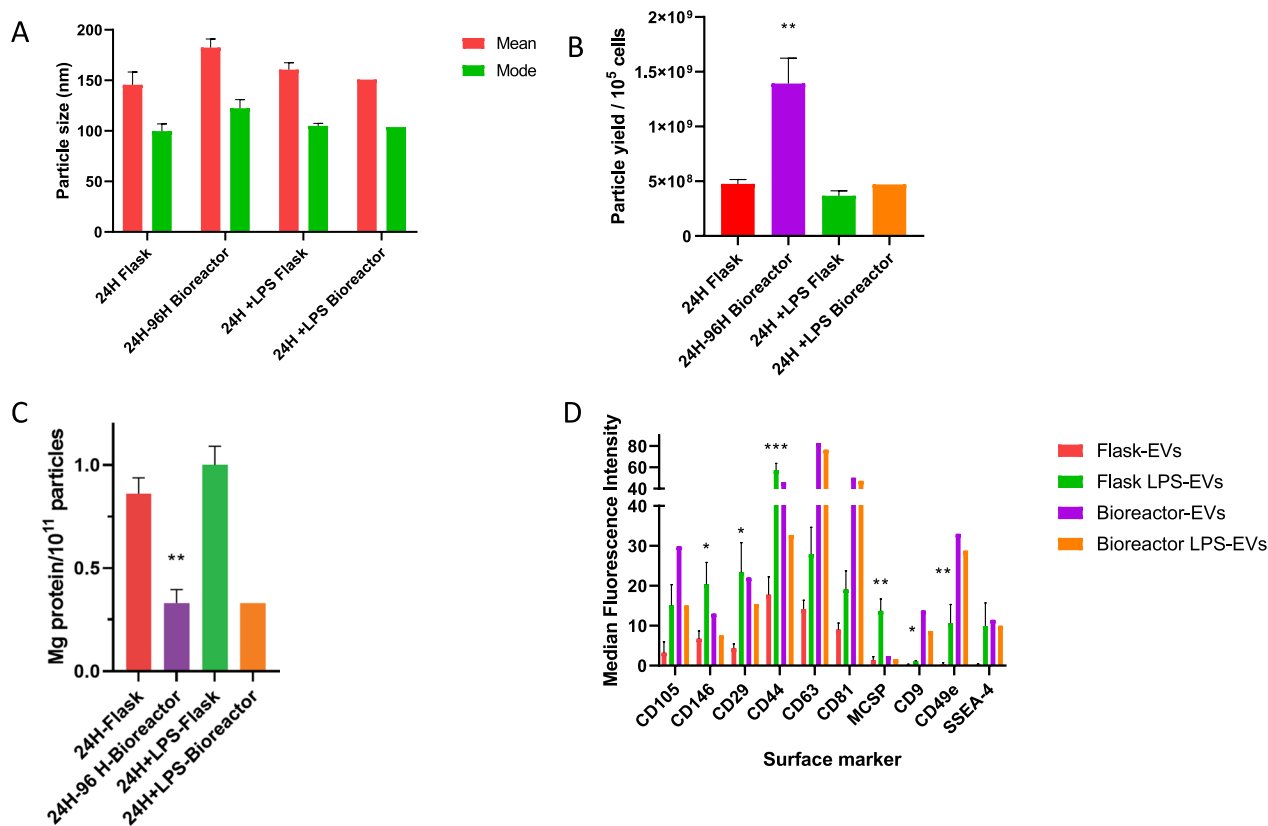 A
Particle size (nm)
200
150
100
50
0
24H Flask
24H-96H Bioreactor
24H +LPS Flask
24H +LPS Bioreactor
Mean
Mode
B
Particle yield / 10⁵ cells
2×10⁹
1.5×10⁹
1×10⁹
5×10⁸
0
**
24H Flask
24H-96H Bioreactor
24H +LPS Flask
24H +LPS Bioreactor
C
Mg protein/10¹¹ particles
1.0
0.5
0.0
**
24H-Flask
24H-96 H-Bioreactor
24H+LPS-Flask
24H+LPS-Bioreactor
D
Median Fluorescence Intensity
80
60
40
40
30
20
10
0
*
*
***
**
*
**
CD105
CD146
CD29
CD44
CD63
CD81
MCSP
CD9
CD49e
SSEA-4
Surface marker
Flask-EVs
Flask LPS-EVs
Bioreactor-EVs
Bioreactor LPS-EVs